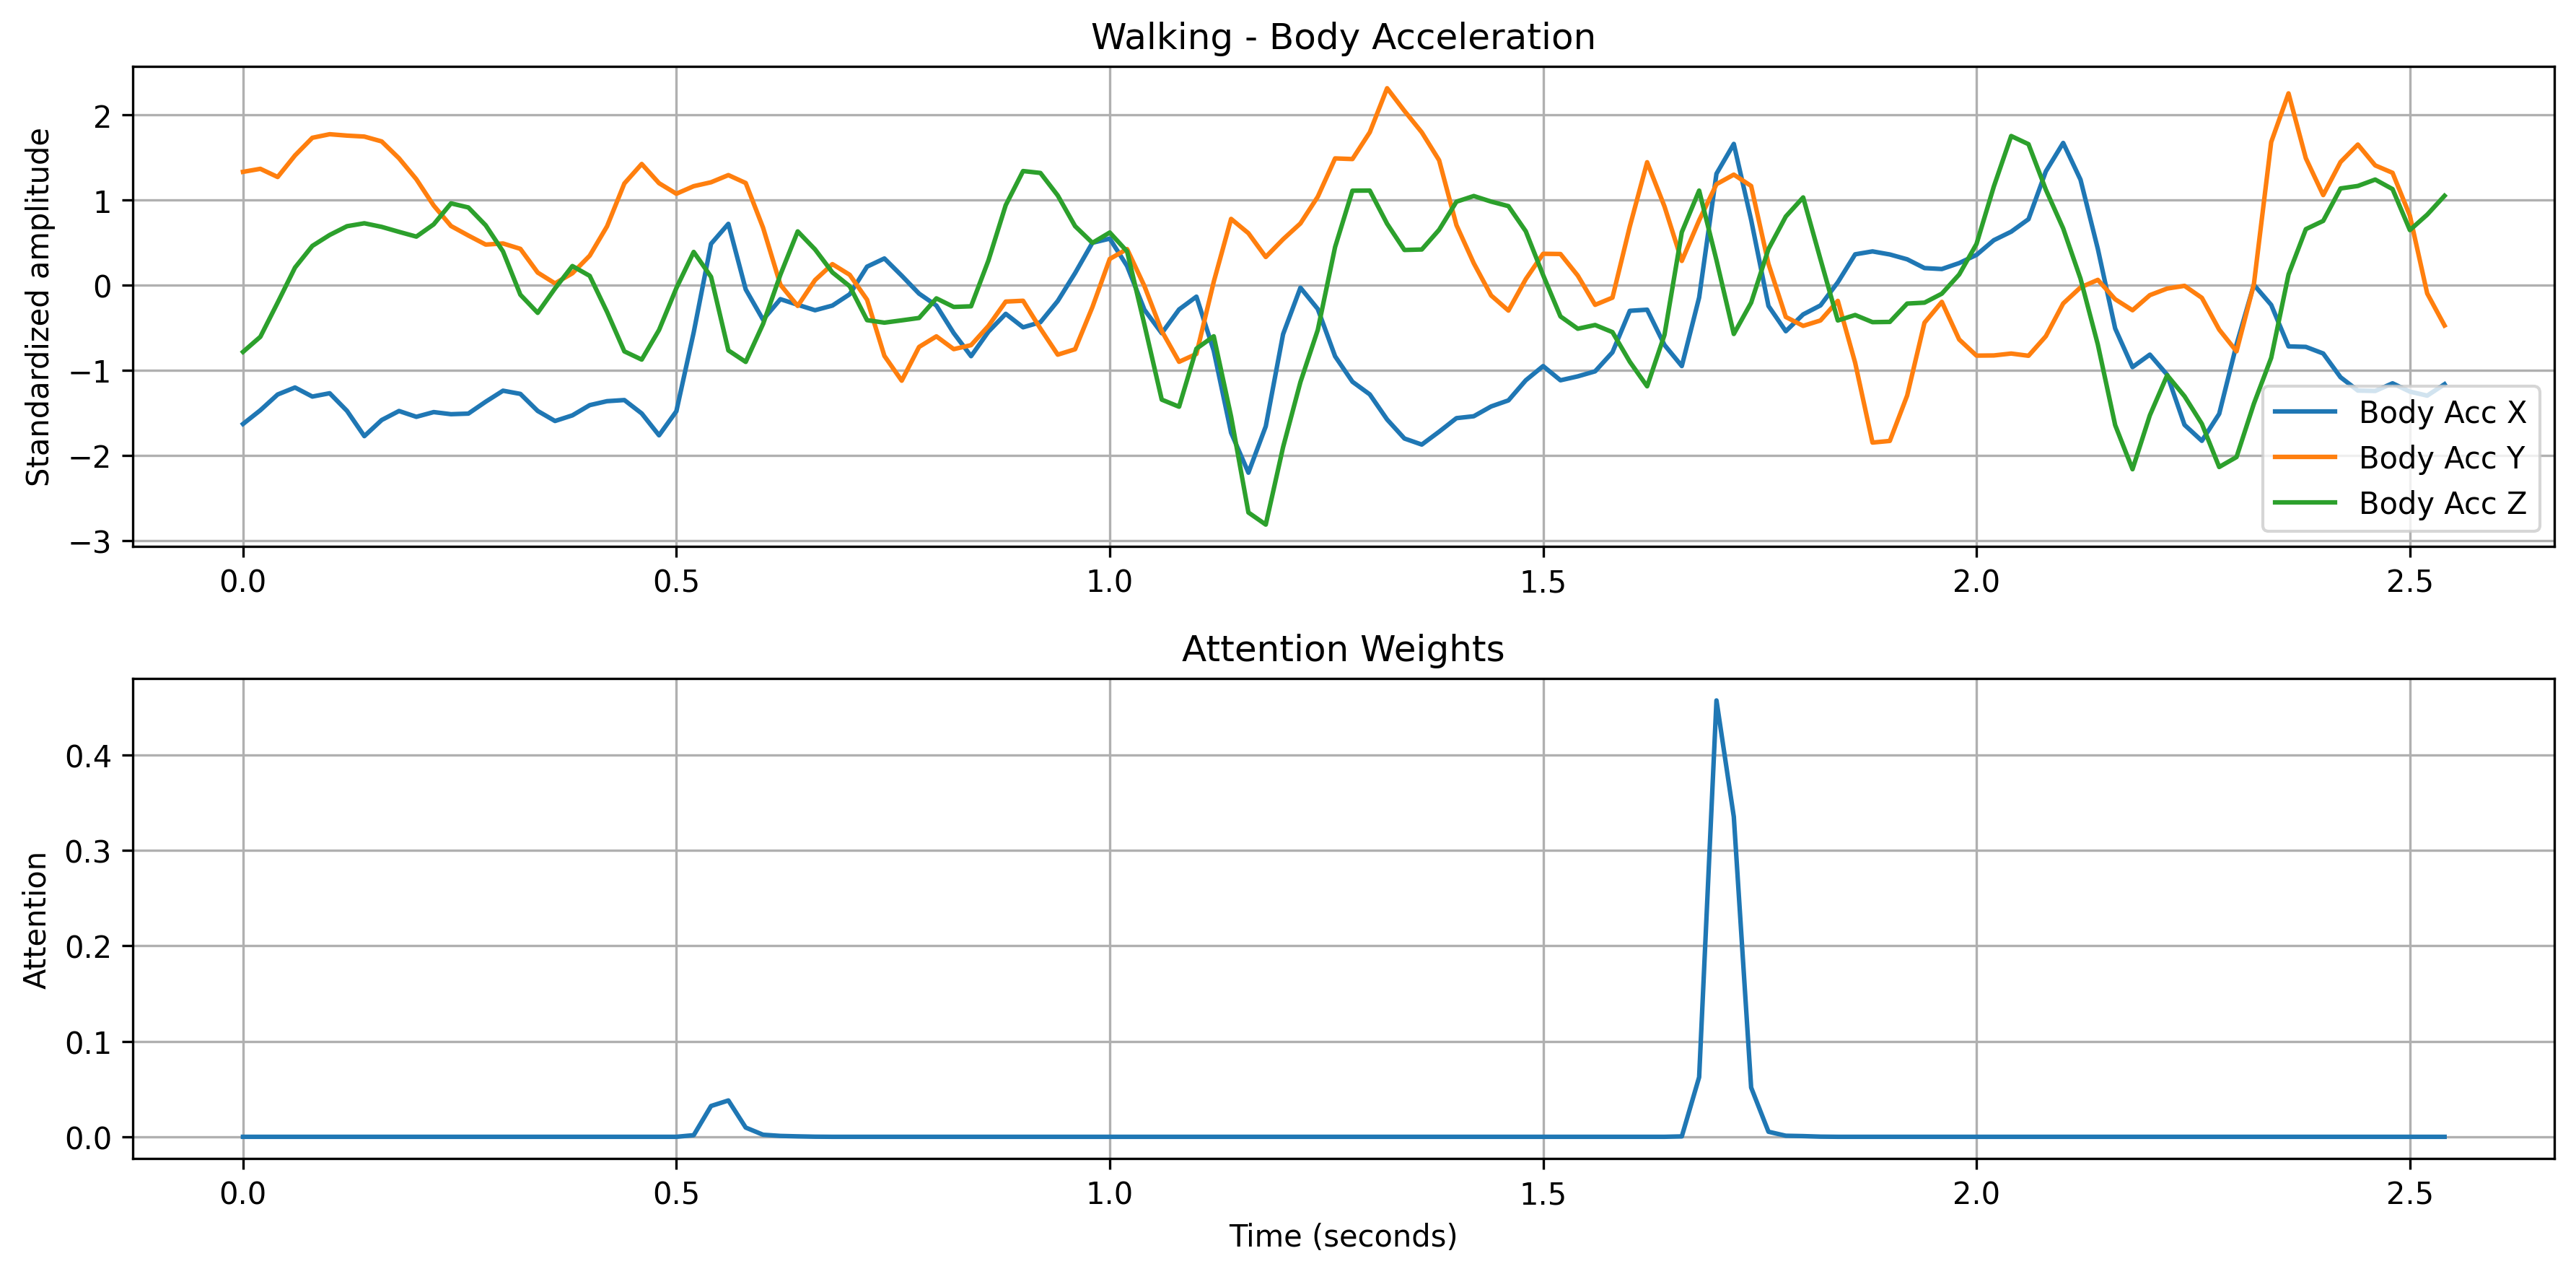 Walking - Body Acceleration
Standardized amplitude
2
1
0
−1
−2
−3
Body Acc X
Body Acc Y
Body Acc Z
0.0 0.5 1.0 1.5 2.0 2.5
Attention Weights
Attention
0.4
0.3
0.2
0.1
0.0
0.0 0.5 1.0 1.5 2.0 2.5
Time (seconds)